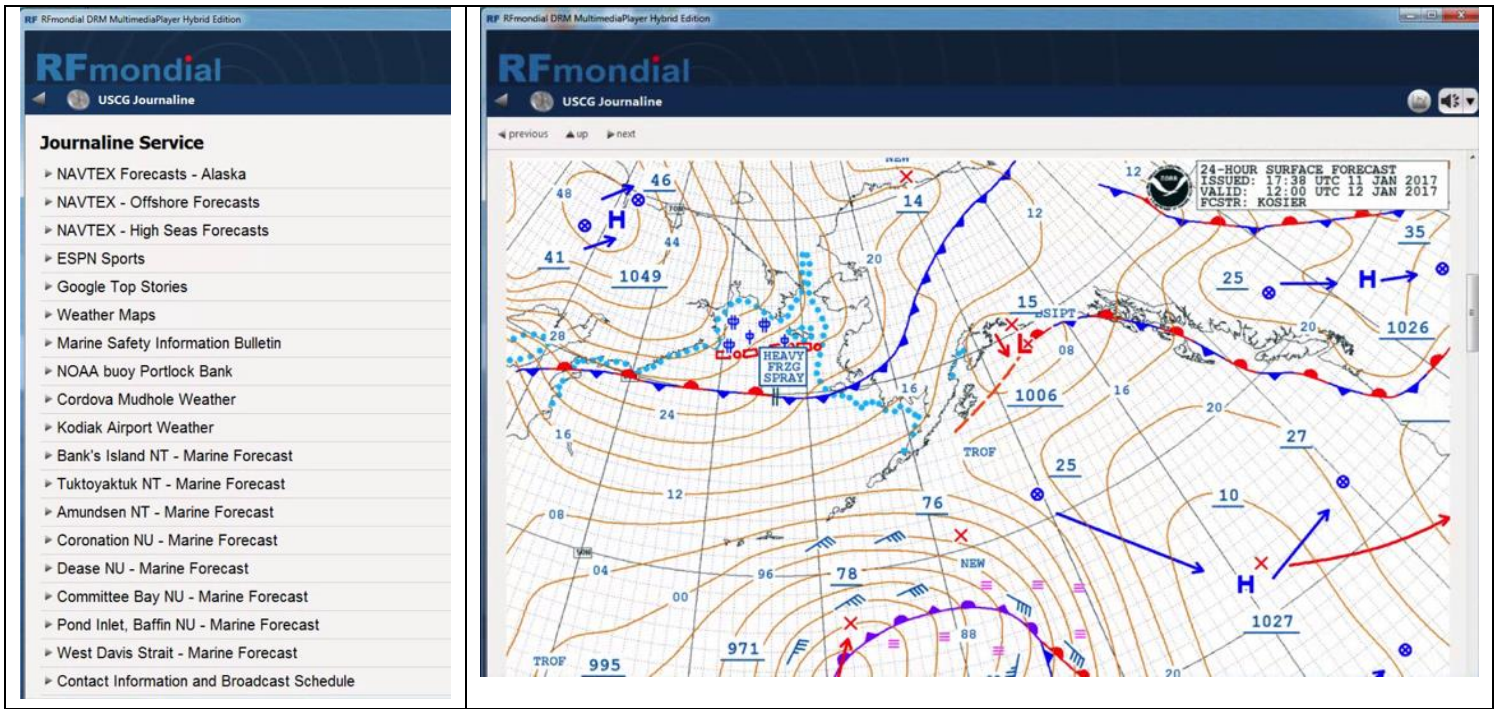 RF RFmondial DRM MultimediaPlayer Hybrid Edition
RFmondial
USCG Journaline
Journaline Service
NAVTEX Forecasts - Alaska
NAVTEX - Offshore Forecasts
NAVTEX - High Seas Forecasts
ESPN Sports
Google Top Stories
Weather Maps
Marine Safety Information Bulletin
NOAA buoy Portlock Bank
Cordova Mudhole Weather
Kodiak Airport Weather
Bank's Island NT - Marine Forecast
Tuktoyaktuk NT - Marine Forecast
Amundsen NT - Marine Forecast
Coronation NU - Marine Forecast
Dease NU - Marine Forecast
Committee Bay NU - Marine Forecast
Pond Inlet, Baffin NU - Marine Forecast
West Davis Strait - Marine Forecast
Contact Information and Broadcast Schedule
RF RFmondial DRM MultimediaPlayer Hybrid Edition
RFmondial
USCG Journaline
previous up next
24-HOUR SURFACE FORECAST
ISSUED: 17:38 UTC 11 JAN 2017
VALID: 12:00 UTC 12 JAN 2017
FCSTR: KOSIER
NEW
12
48
46
H
14
12
35
44
41
1049
20
25
H
28
15
DSIPT
20
1026
L
08
HEAVY
FRZG
SPRAY
16
1006
16
24
20
16
TROF
27
25
12
76
10
08
04
96
78
NEW
H
00
1027
88
971
TROF
995
20